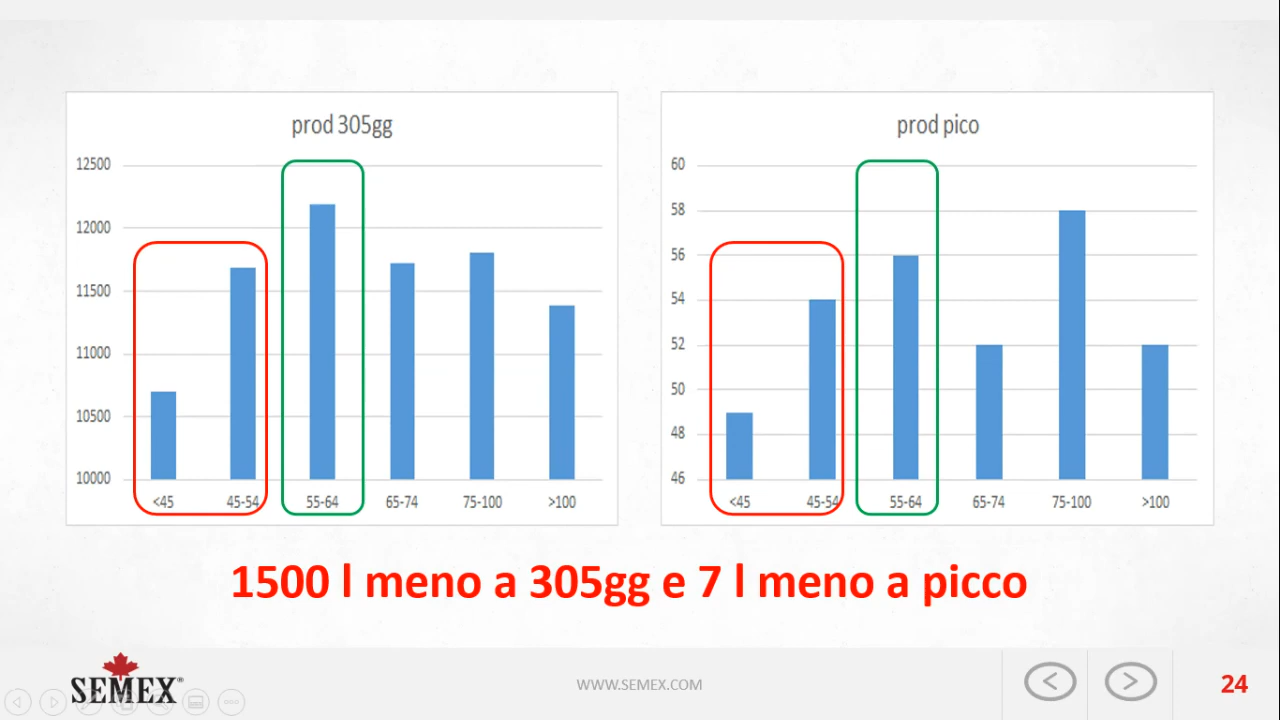 prod 305gg
12500
12000
11500
11000
10500
10000
<45 45-54 55-64 65-74 75-100 >100
prod pico
60
58
56
54
52
50
48
46
<45 45-54 55-64 65-74 75-100 >100
1500 l meno a 305gg e 7 l meno a picco
SEMEX®
WWW.SEMEX.COM
24